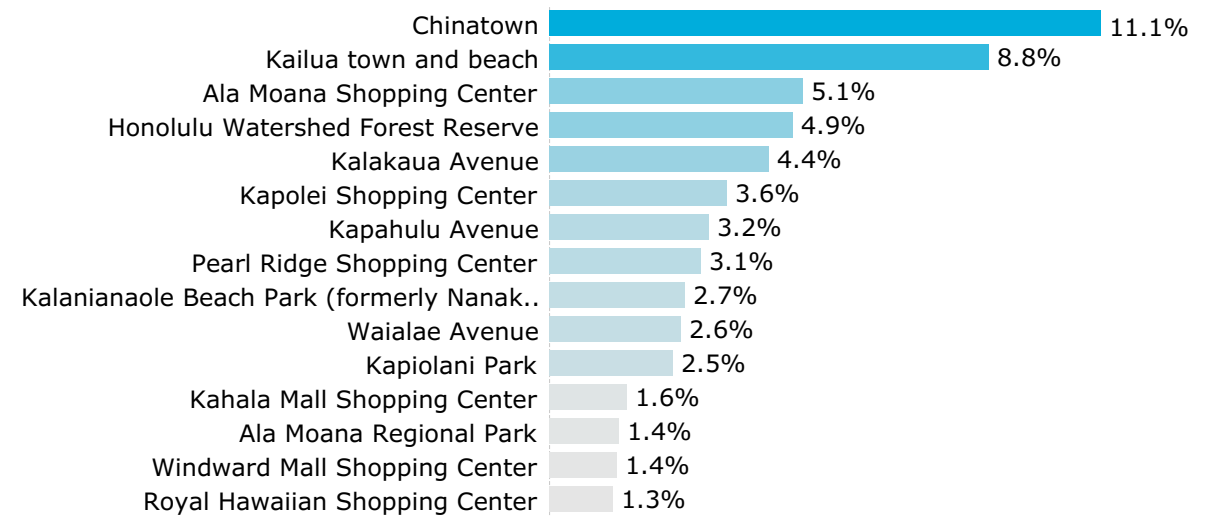 Chinatown 11.1%
Kailua town and beach 8.8%
Ala Moana Shopping Center 5.1%
Honolulu Watershed Forest Reserve 4.9%
Kalakaua Avenue 4.4%
Kapolei Shopping Center 3.6%
Kapahulu Avenue 3.2%
Pearl Ridge Shopping Center 3.1%
Kalanianaole Beach Park (formerly Nanak.. 2.7%
Waialae Avenue 2.6%
Kapiolani Park 2.5%
Kahala Mall Shopping Center 1.6%
Ala Moana Regional Park 1.4%
Windward Mall Shopping Center 1.4%
Royal Hawaiian Shopping Center 1.3%